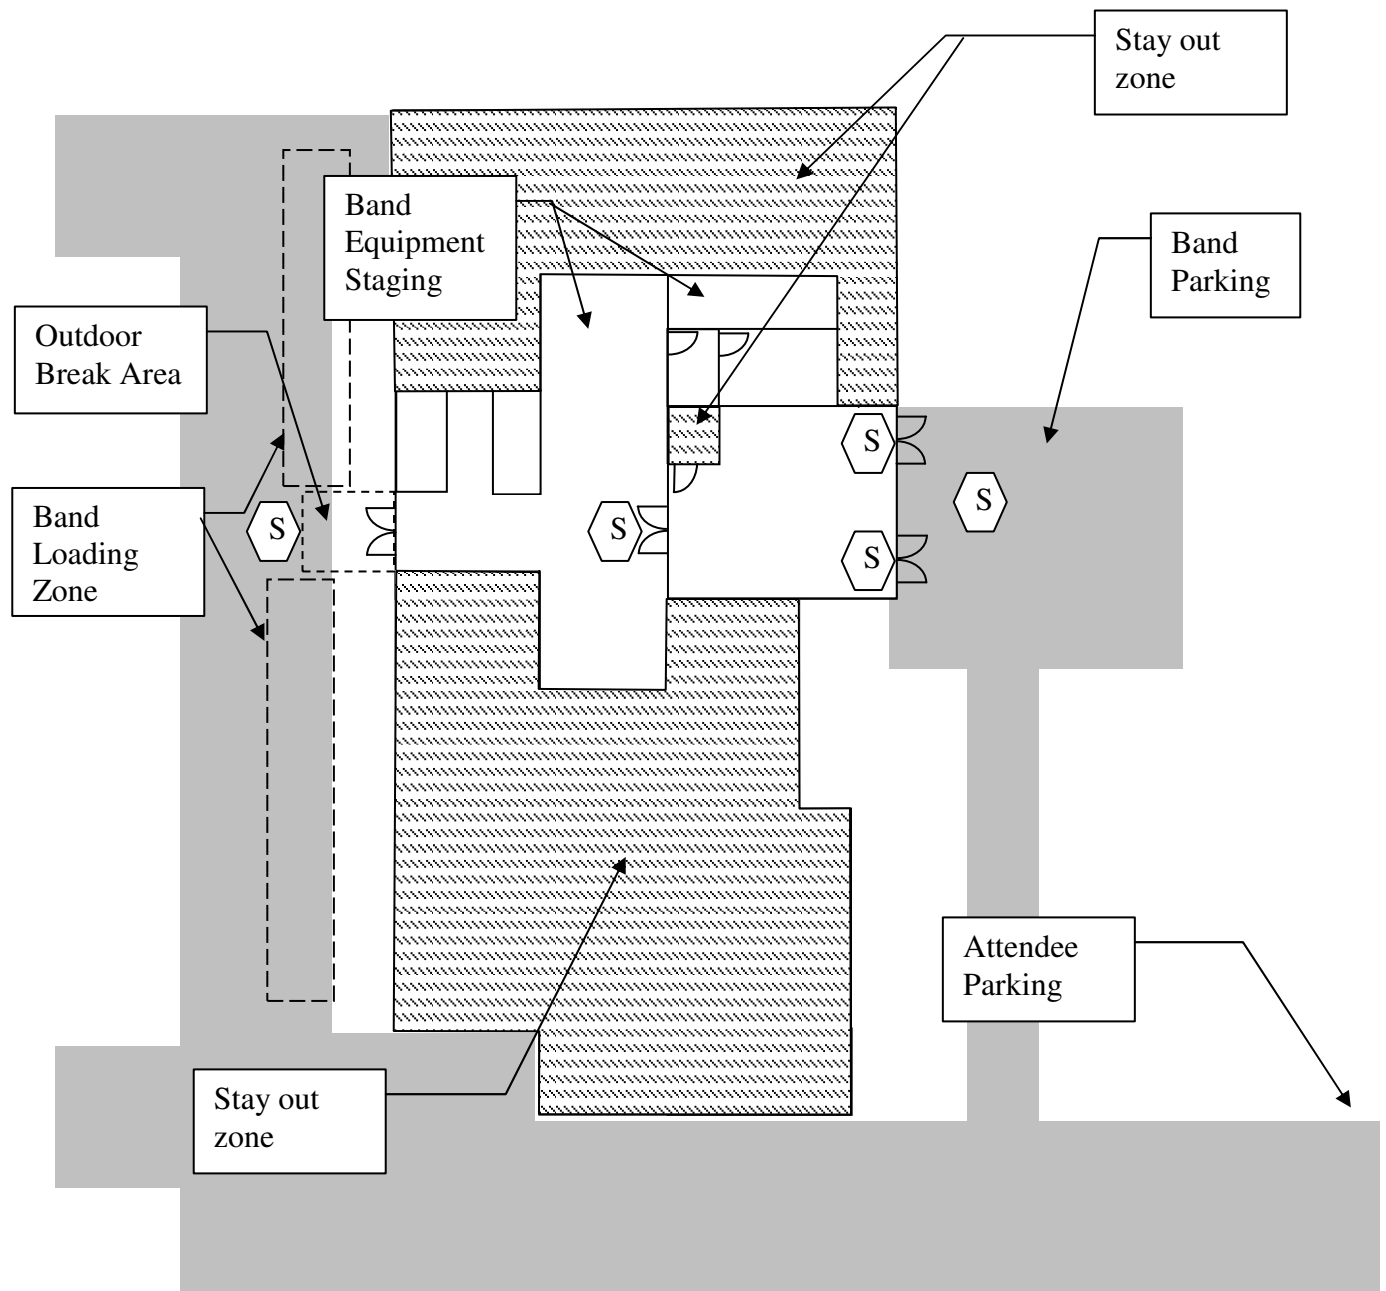 Stay out
zone
Band
Equipment
Staging
Band
Parking
Outdoor
Break Area
S
S
Band
Loading
Zone
S
S
S
Attendee
Parking
Stay out
zone